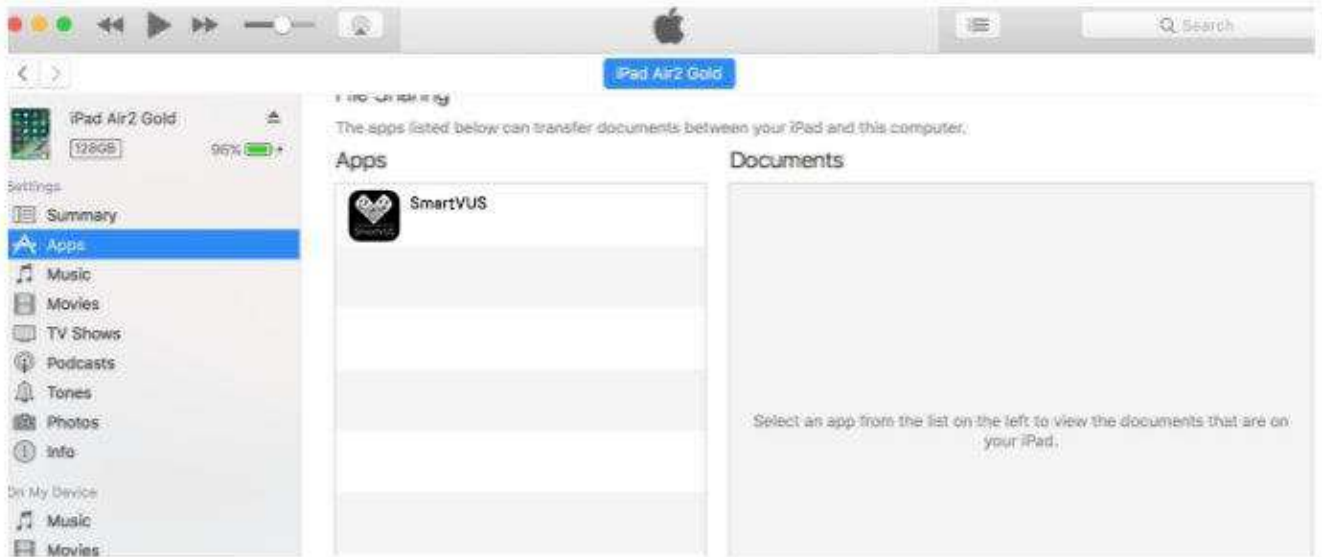 Search
iPad Air2 Gold
iPad Air2 Gold
128GB
96%
Settings
Summary
Apps
Music
Movies
TV Shows
Podcasts
Tones
Photos
Info
On My Device
Music
Movies
File Sharing
The apps listed below can transfer documents between your iPad and this computer.
Apps
SmartVUS
SmartVUS
Documents
Select an app from the list on the left to view the documents that are on
your iPad.